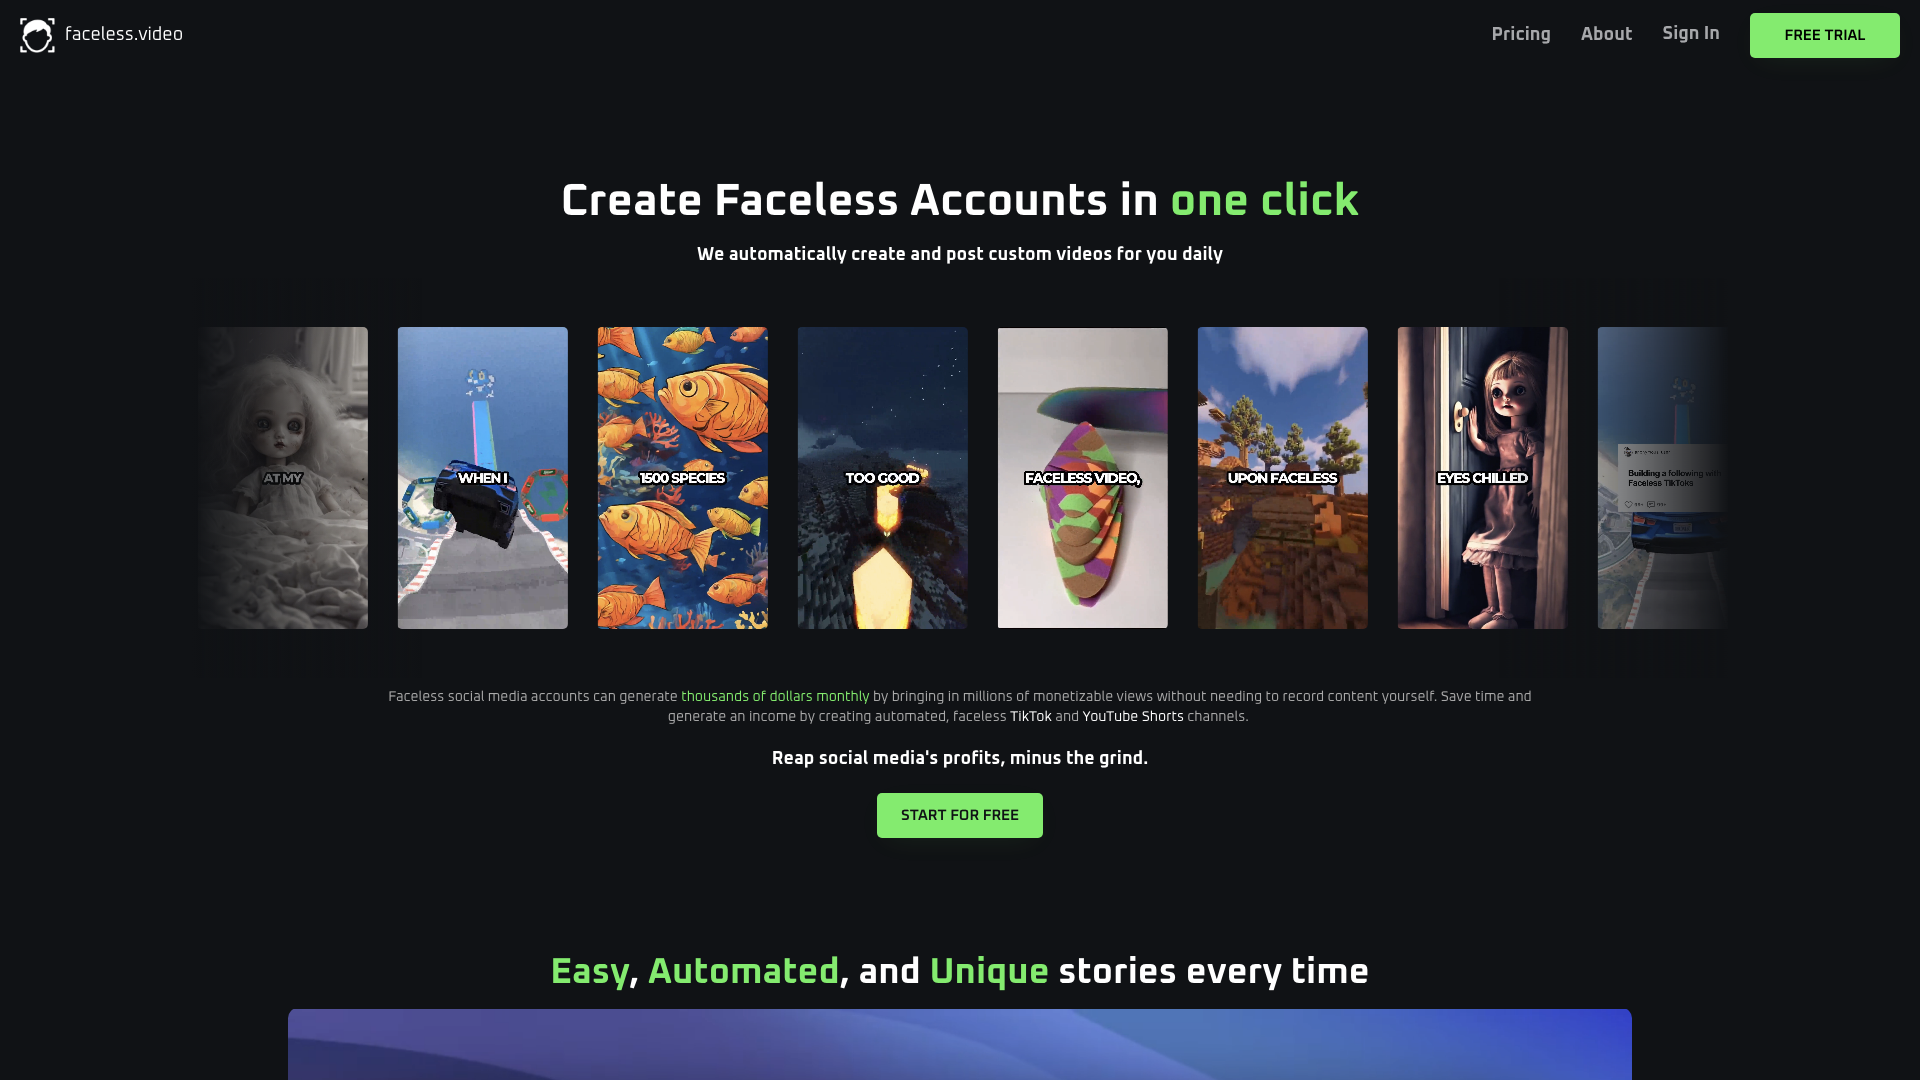 faceless.video
Pricing
About
Sign In
FREE TRIAL
Create Faceless Accounts in one click
We automatically create and post custom videos for you daily
AT MY
WHEN I
1500 SPECIES
TOO GOOD
FACELESS VIDEO,
UPON FACELESS
EYES CHILLED
Building a following with
Faceless TikToks
Faceless social media accounts can generate thousands of dollars monthly by bringing in millions of monetizable views without needing to record content yourself. Save time and
generate an income by creating automated, faceless TikTok and YouTube Shorts channels.
Reap social media's profits, minus the grind.
START FOR FREE
Easy, Automated, and Unique stories every time